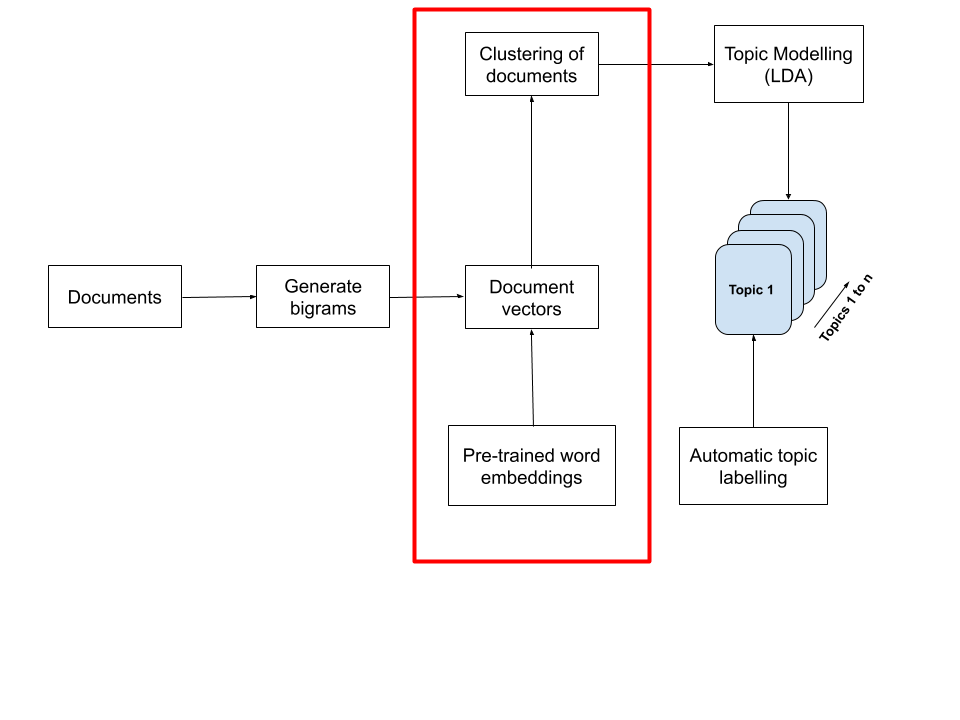 Clustering of
documents
Topic Modelling
(LDA)
Documents
Generate
bigrams
Document
vectors
Topic 1
Topics 1 to n
Pre-trained word
embeddings
Automatic topic
labelling